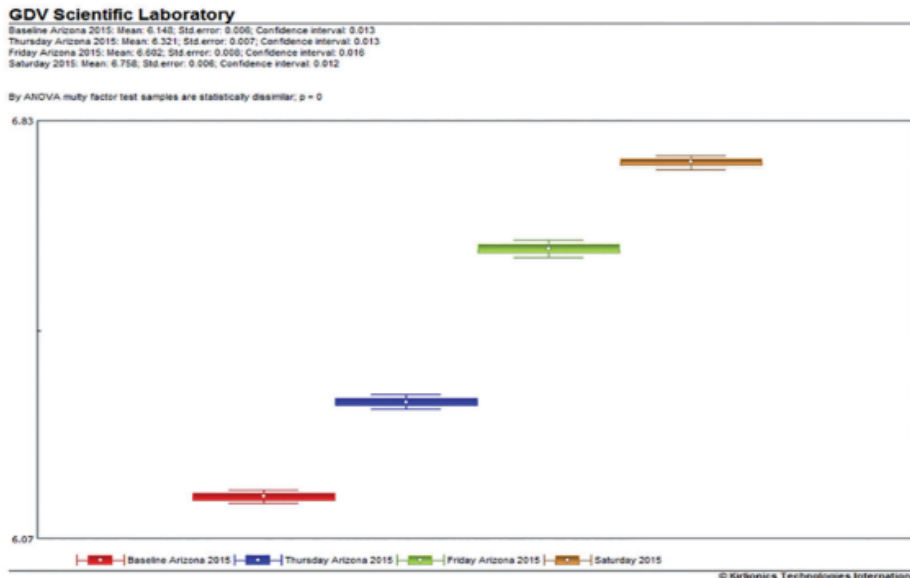 GDV Scientific Laboratory
Baseline Arizona 2015: Mean: 6.148; Std.error: 0.006; Confidence interval: 0.013
Thursday Arizona 2015: Mean: 6.321; Std.error: 0.007; Confidence interval: 0.013
Friday Arizona 2015: Mean: 6.602; Std.error: 0.008; Confidence interval: 0.016
Saturday 2015: Mean: 6.758; Std.error: 0.006; Confidence interval: 0.012
By ANOVA multy factor test samples are statistically dissimilar; p = 0
6.83
6.07
Baseline Arizona 2015 Thursday Arizona 2015 Friday Arizona 2015 Saturday 2015
© Kirlionics Technologies Internation